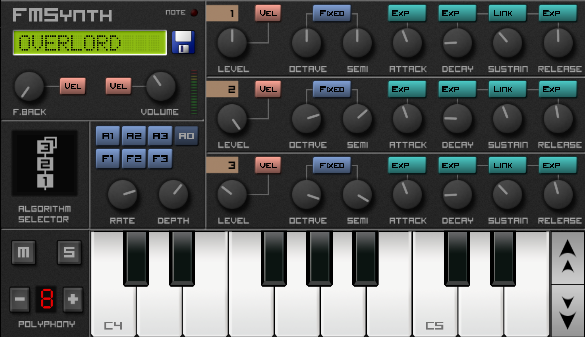 FMSynth NOTE
OVERLORD
L
VEL VEL
F.BACK VOLUME
1 VEL FIXED EXP EXP LINK EXP
LEVEL OCTAVE SEMI ATTACK DECAY SUSTAIN RELEASE
2 VEL FIXED EXP EXP LINK EXP
LEVEL OCTAVE SEMI ATTACK DECAY SUSTAIN RELEASE
3 VEL FIXED EXP EXP LINK EXP
LEVEL OCTAVE SEMI ATTACK DECAY SUSTAIN RELEASE
3
2
1
ALGORITHM
SELECTOR
A1 A2 A3 AO
F1 F2 F3
RATE DEPTH
M S
- 8 +
POLYPHONY
C4 C5